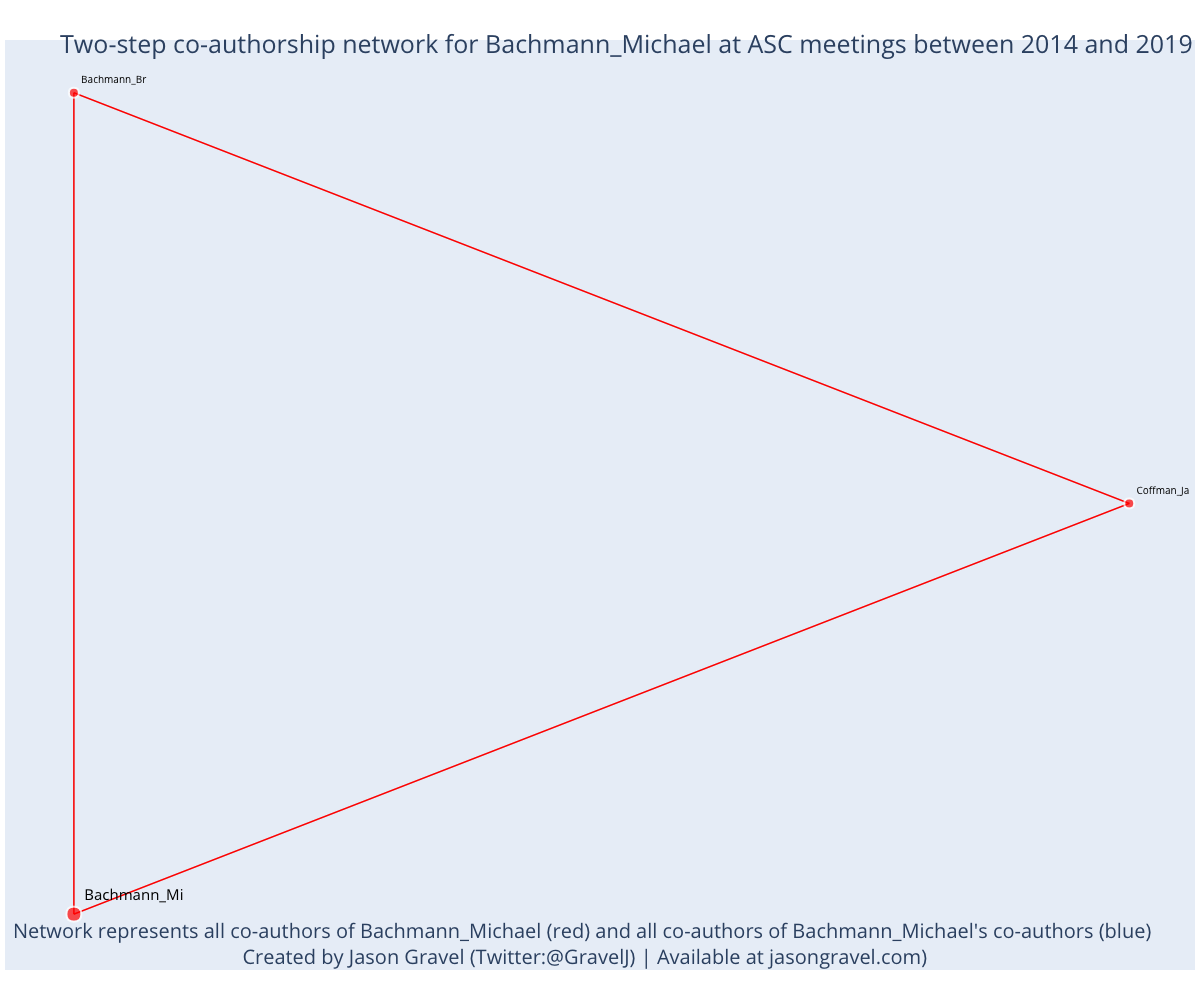 Two-step co-authorship network for Bachmann_Michael at ASC meetings between 2014 and 2019
Bachmann_Br
Coffman_Ja
Bachmann_Mi
Network represents all co-authors of Bachmann_Michael (red) and all co-authors of Bachmann_Michael's co-authors (blue)
Created by Jason Gravel (Twitter:@GravelJ) | Available at jasongravel.com)